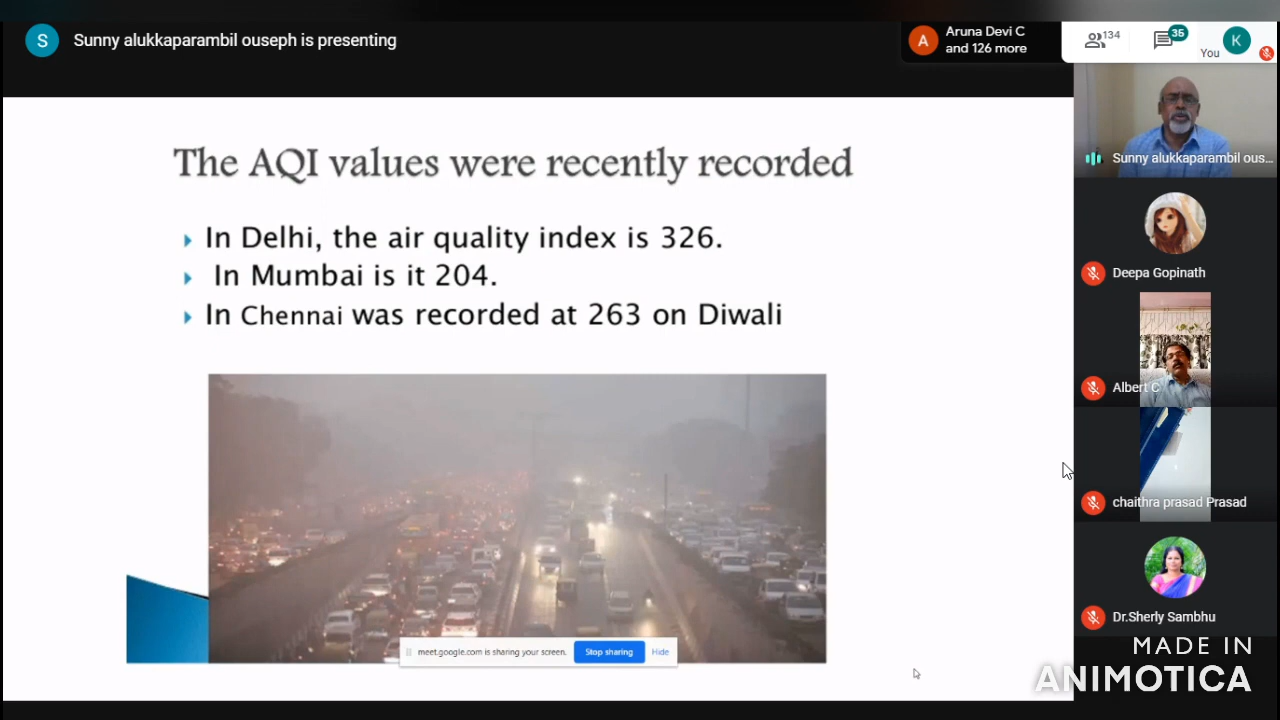 S
Sunny alukkaparambil ouseph is presenting
A
Aruna Devi C
and 126 more
134
35
You
K
The AQI values were recently recorded
In Delhi, the air quality index is 326.
In Mumbai is it 204.
In Chennai was recorded at 263 on Diwali
meet.google.com is sharing your screen.
Stop sharing
Hide
Sunny alukkaparambil ous...
Deepa Gopinath
Albert C
chaithra prasad Prasad
Dr.Sherly Sambhu
MADE IN
ANIMOTICA